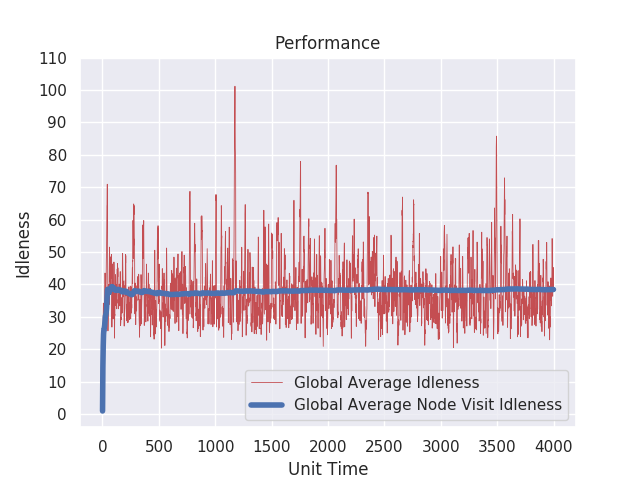 Performance
110
100
90
80
70
60
50
40
30
20
10
0
Idleness
Global Average Idleness
Global Average Node Visit Idleness
0 500 1000 1500 2000 2500 3000 3500 4000
Unit Time